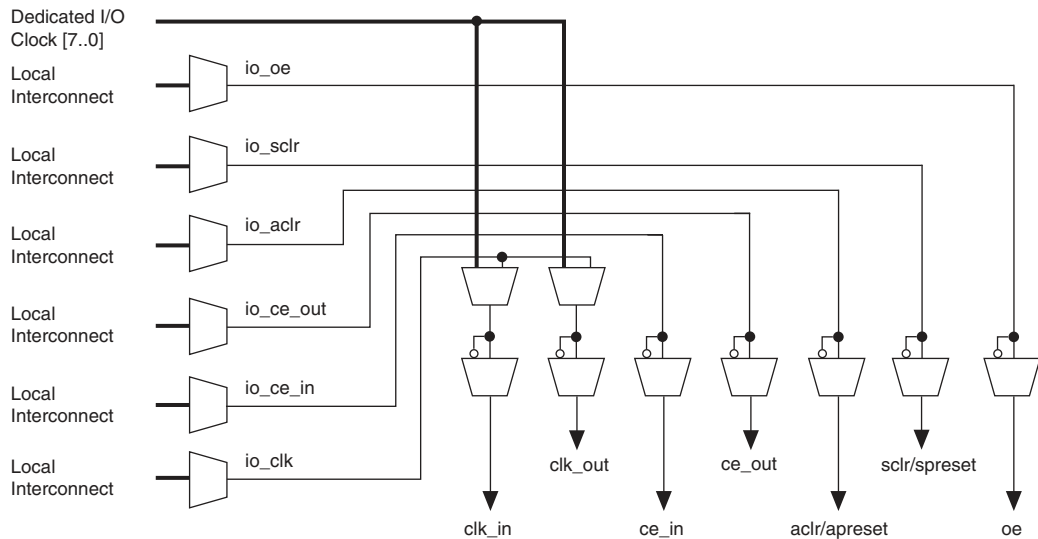 Dedicated I/O
Clock [7..0]
Local
Interconnect
io_oe
Local
Interconnect
io_sclr
Local
Interconnect
io_aclr
Local
Interconnect
io_ce_out
Local
Interconnect
io_ce_in
Local
Interconnect
io_clk
clk_out
ce_out
sclr/spreset
clk_in
ce_in
aclr/apreset
oe